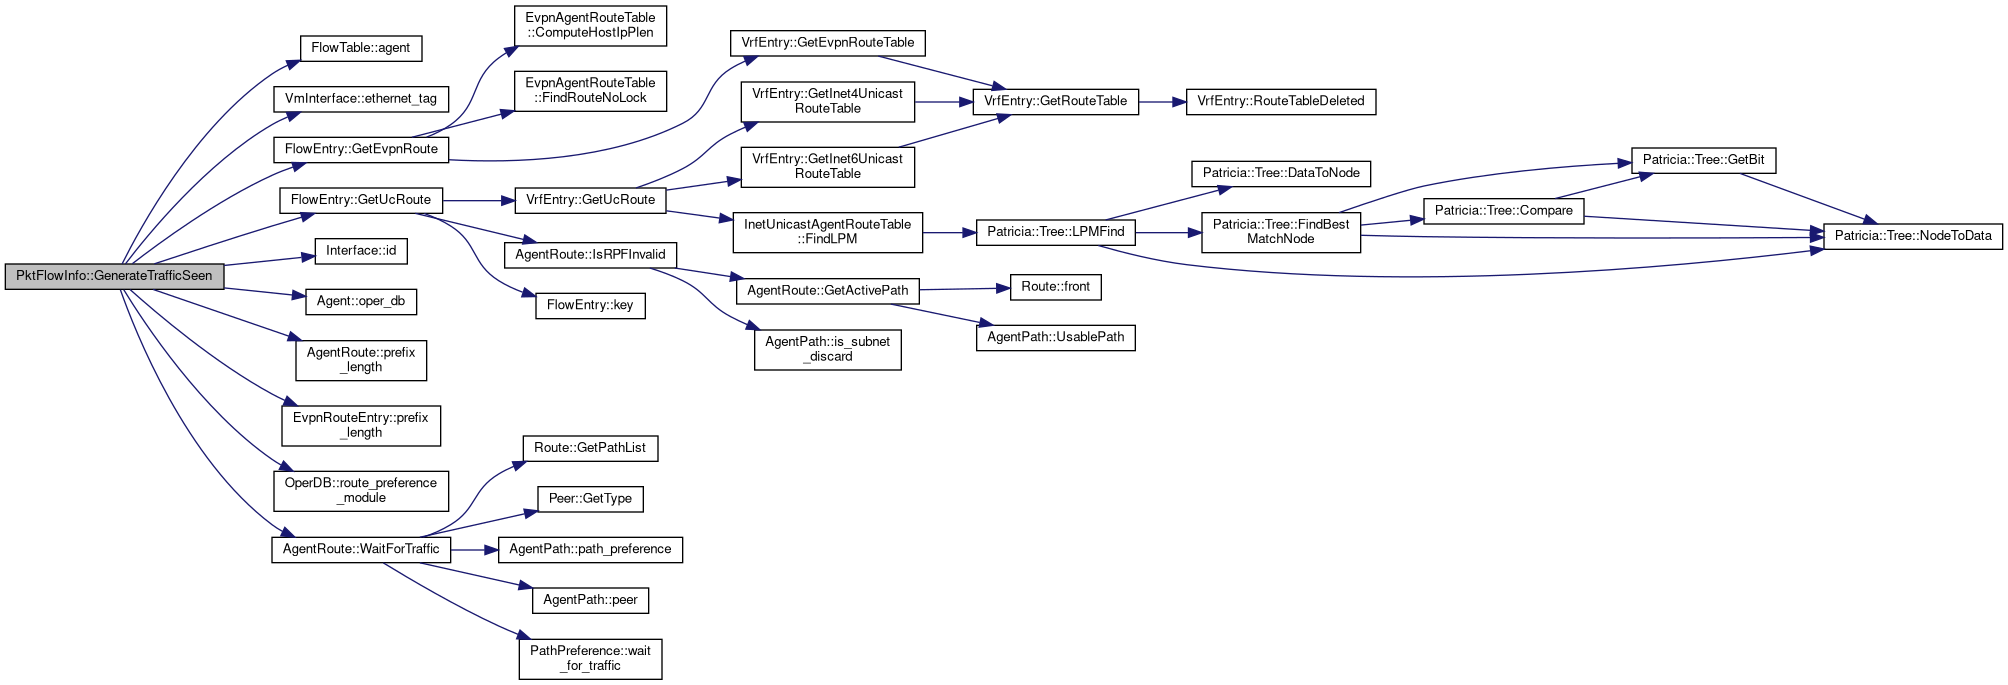 PktFlowInfo::GenerateTrafficSeen
FlowTable::agent
VmInterface::ethernet_tag
FlowEntry::GetEvpnRoute
FlowEntry::GetUcRoute
Interface::id
Agent::oper_db
AgentRoute::prefix
_length
EvpnRouteEntry::prefix
_length
OperDB::route_preference
_module
AgentRoute::WaitForTraffic
EvpnAgentRouteTable
::ComputeHostIpPlen
EvpnAgentRouteTable
::FindRouteNoLock
VrfEntry::GetUcRoute
AgentRoute::IsRPFInvalid
FlowEntry::key
Route::GetPathList
Peer::GetType
AgentPath::path_preference
AgentPath::peer
PathPreference::wait
_for_traffic
VrfEntry::GetEvpnRouteTable
VrfEntry::GetInet4Unicast
RouteTable
VrfEntry::GetInet6Unicast
RouteTable
InetUnicastAgentRouteTable
::FindLPM
AgentRoute::GetActivePath
AgentPath::is_subnet
_discard
VrfEntry::GetRouteTable
Patricia::Tree::LPMFind
Route::front
AgentPath::UsablePath
VrfEntry::RouteTableDeleted
Patricia::Tree::DataToNode
Patricia::Tree::FindBest
MatchNode
Patricia::Tree::Compare
Patricia::Tree::GetBit
Patricia::Tree::NodeToData